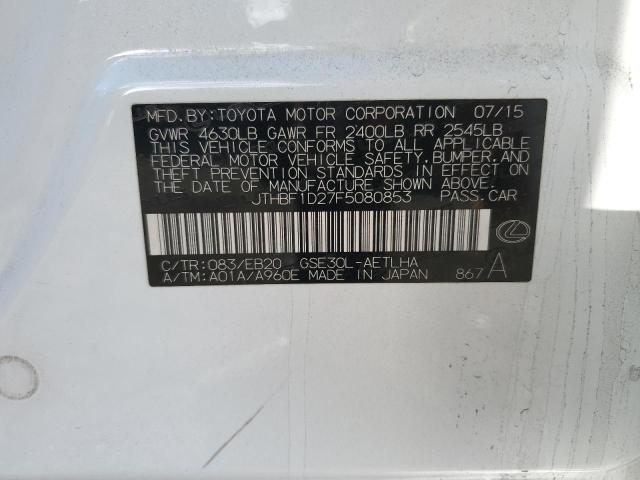 MFD.BY:TOYOTA MOTOR CORPORATION 07/15
GVWR 4630LB GAWR FR 2400LB RR 2545LB
THIS VEHICLE CONFORMS TO ALL APPLICABLE
FEDERAL MOTOR VEHICLE SAFETY,BUMPER,AND
THEFT PREVENTION STANDARDS IN EFFECT ON
THE DATE OF MANUFACTURE SHOWN ABOVE.
JTHBF1D27F5080853 PASS.CAR
C/TR:083/EB20 GSE30L-AETLHA
A/TM:A01A/A960E MADE IN JAPAN 867 A